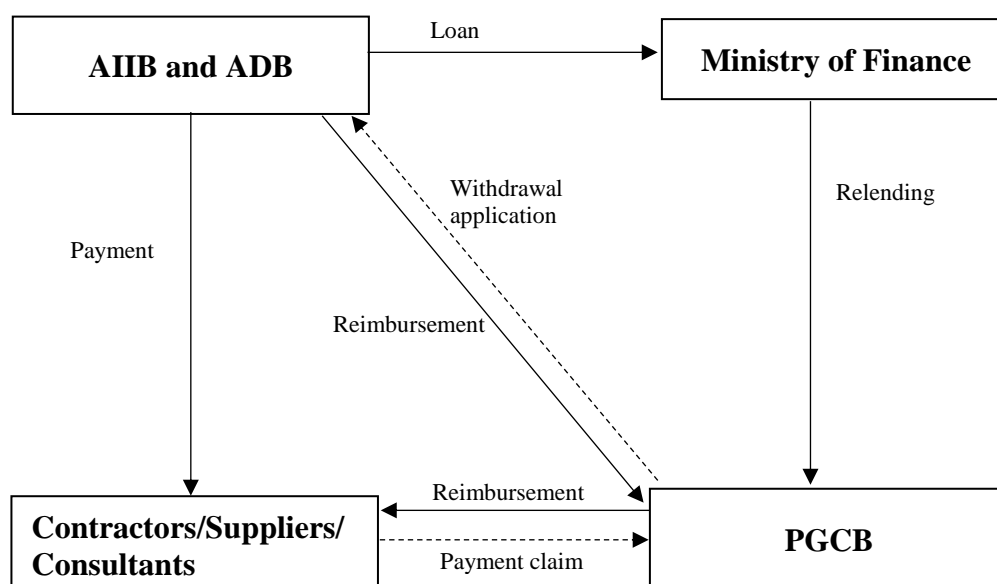 Loan
AIIB and ADB
Ministry of Finance
Withdrawal
application
Relending
Payment
Reimbursement
Reimbursement
Contractors/Suppliers/
Consultants
Payment claim
PGCB